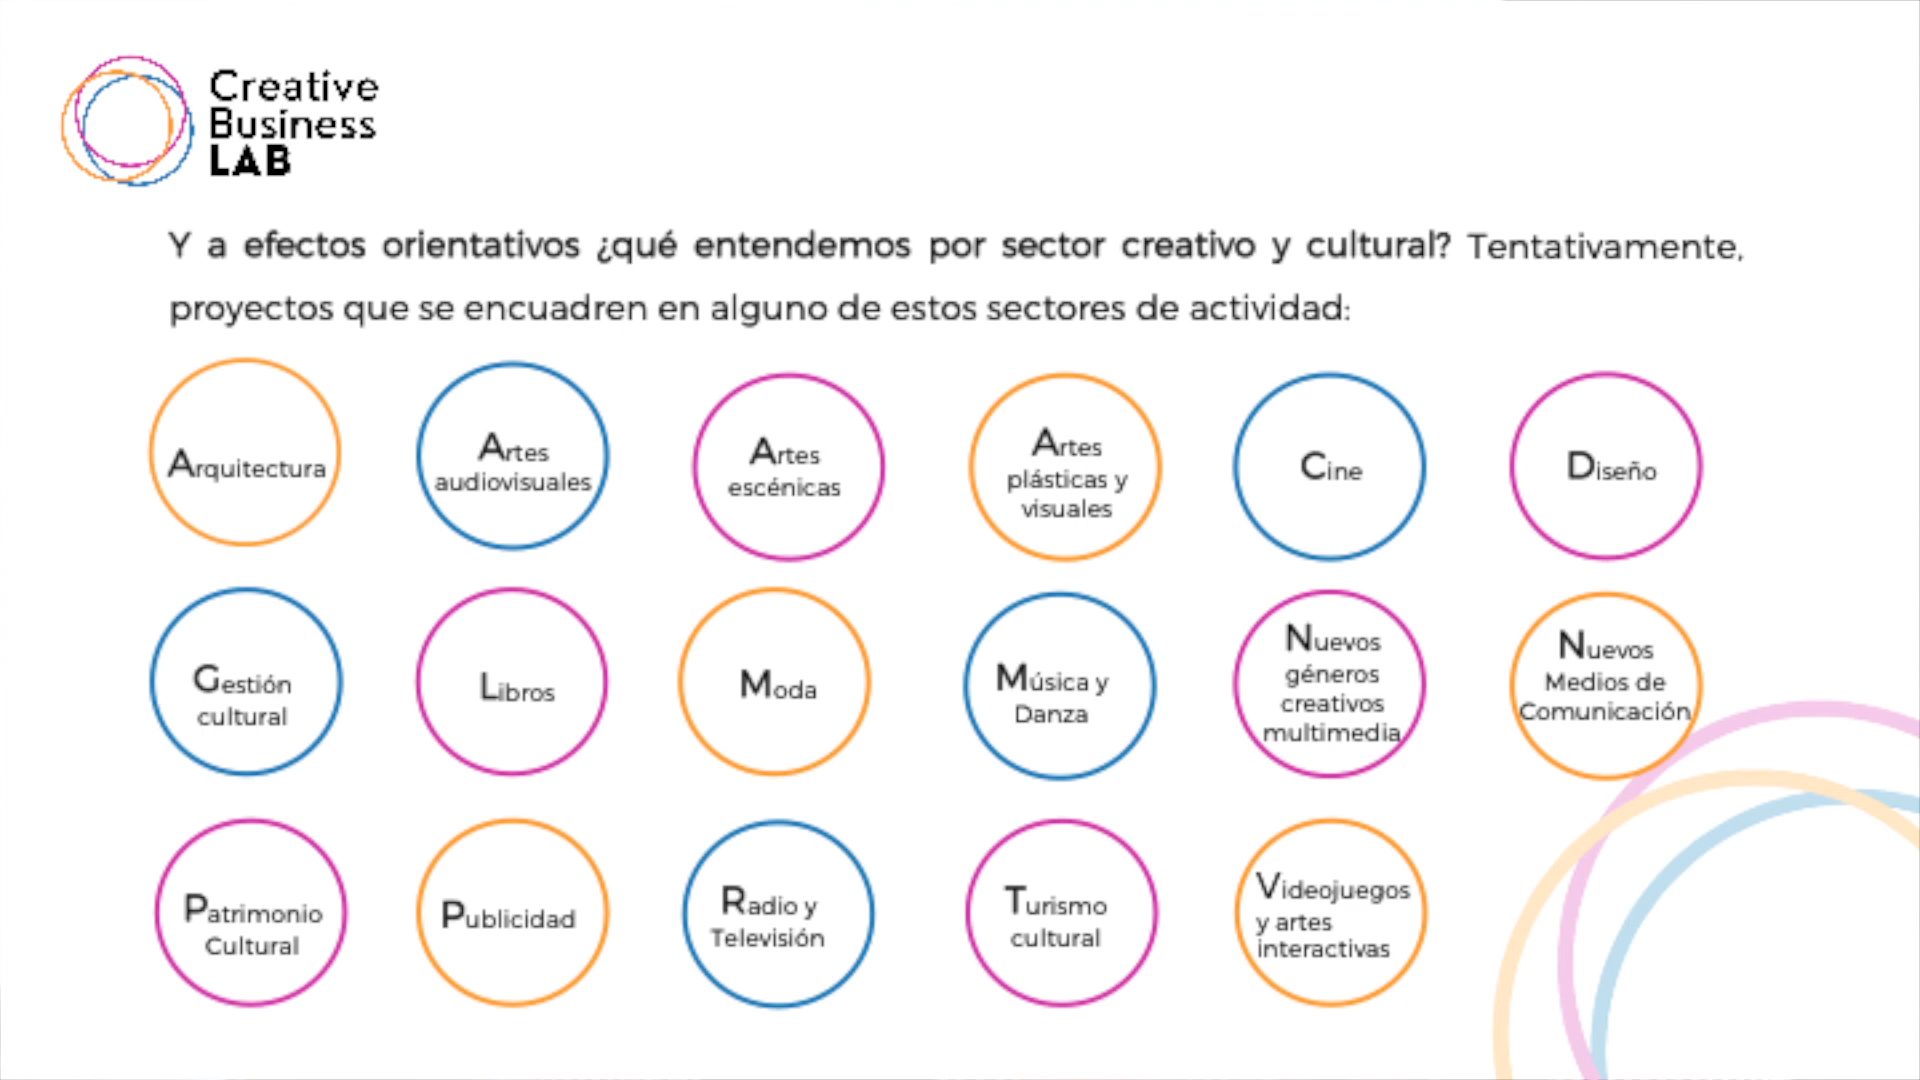 Creative
Business
LAB
Y a efectos orientativos ¿qué entendemos por sector creativo y cultural? Tentativamente,
proyectos que se encuadren en alguno de estos sectores de actividad:
Arquitectura
Artes
audiovisuales
Artes
escénicas
Artes
plásticas y
visuales
Cine
Diseño
Gestión
cultural
Libros
Moda
Música y
Danza
Nuevos
géneros
creativos
multimedia
Nuevos
Medios de
Comunicación
Patrimonio
Cultural
Publicidad
Radio y
Televisión
Turismo
cultural
Videojuegos
y artes
interactivas